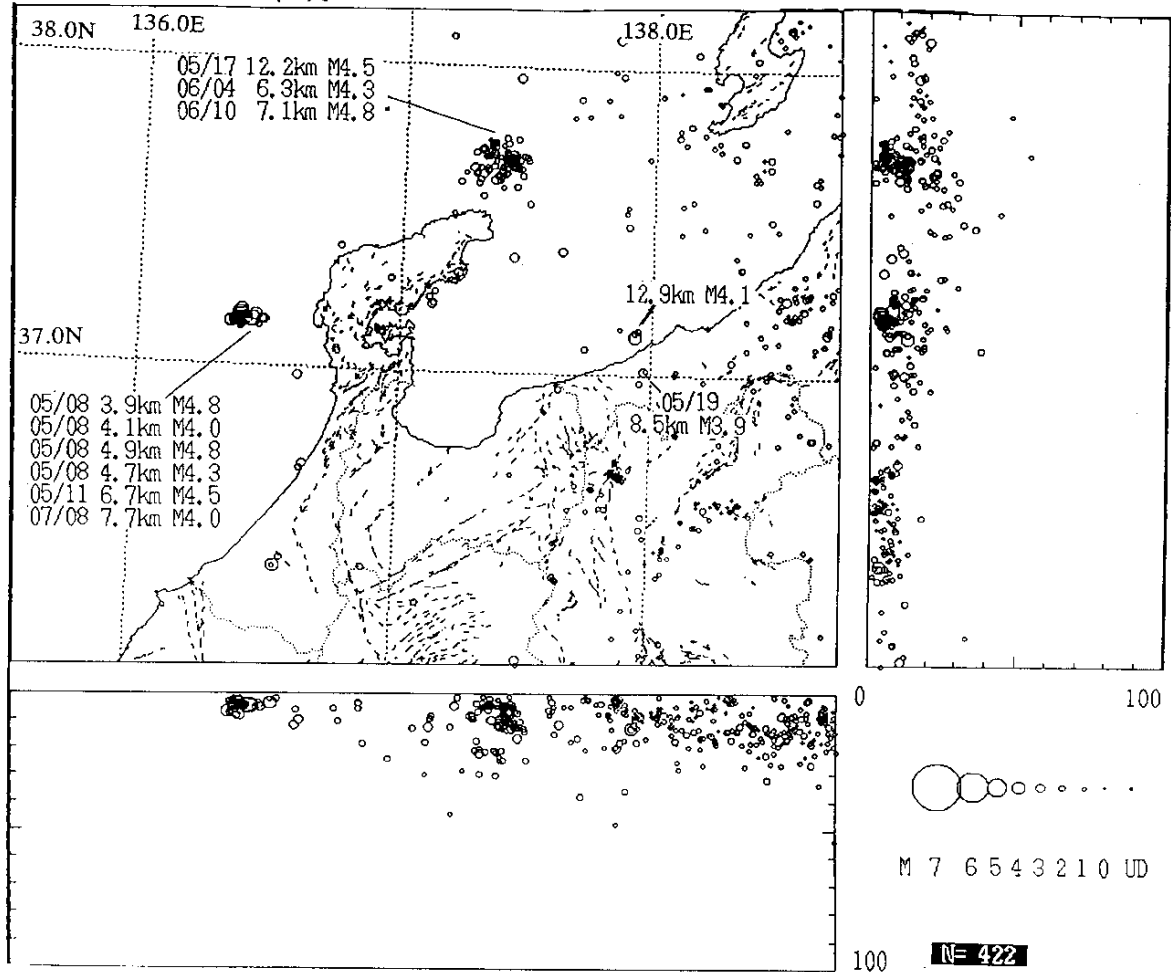 38.0N
136.0E
138.0E
05/17 12.2km M4.5
06/04 6.3km M4.3
06/10 7.1km M4.8
12.9km M4.1
37.0N
05/08 3.9km M4.8
05/08 4.1km M4.0
05/08 4.9km M4.8
05/08 4.7km M4.3
05/11 6.7km M4.5
07/08 7.7km M4.0
05/19
8.5km M3.9
0
100
M 7 6 5 4 3 2 1 0 UD
100
N= 422